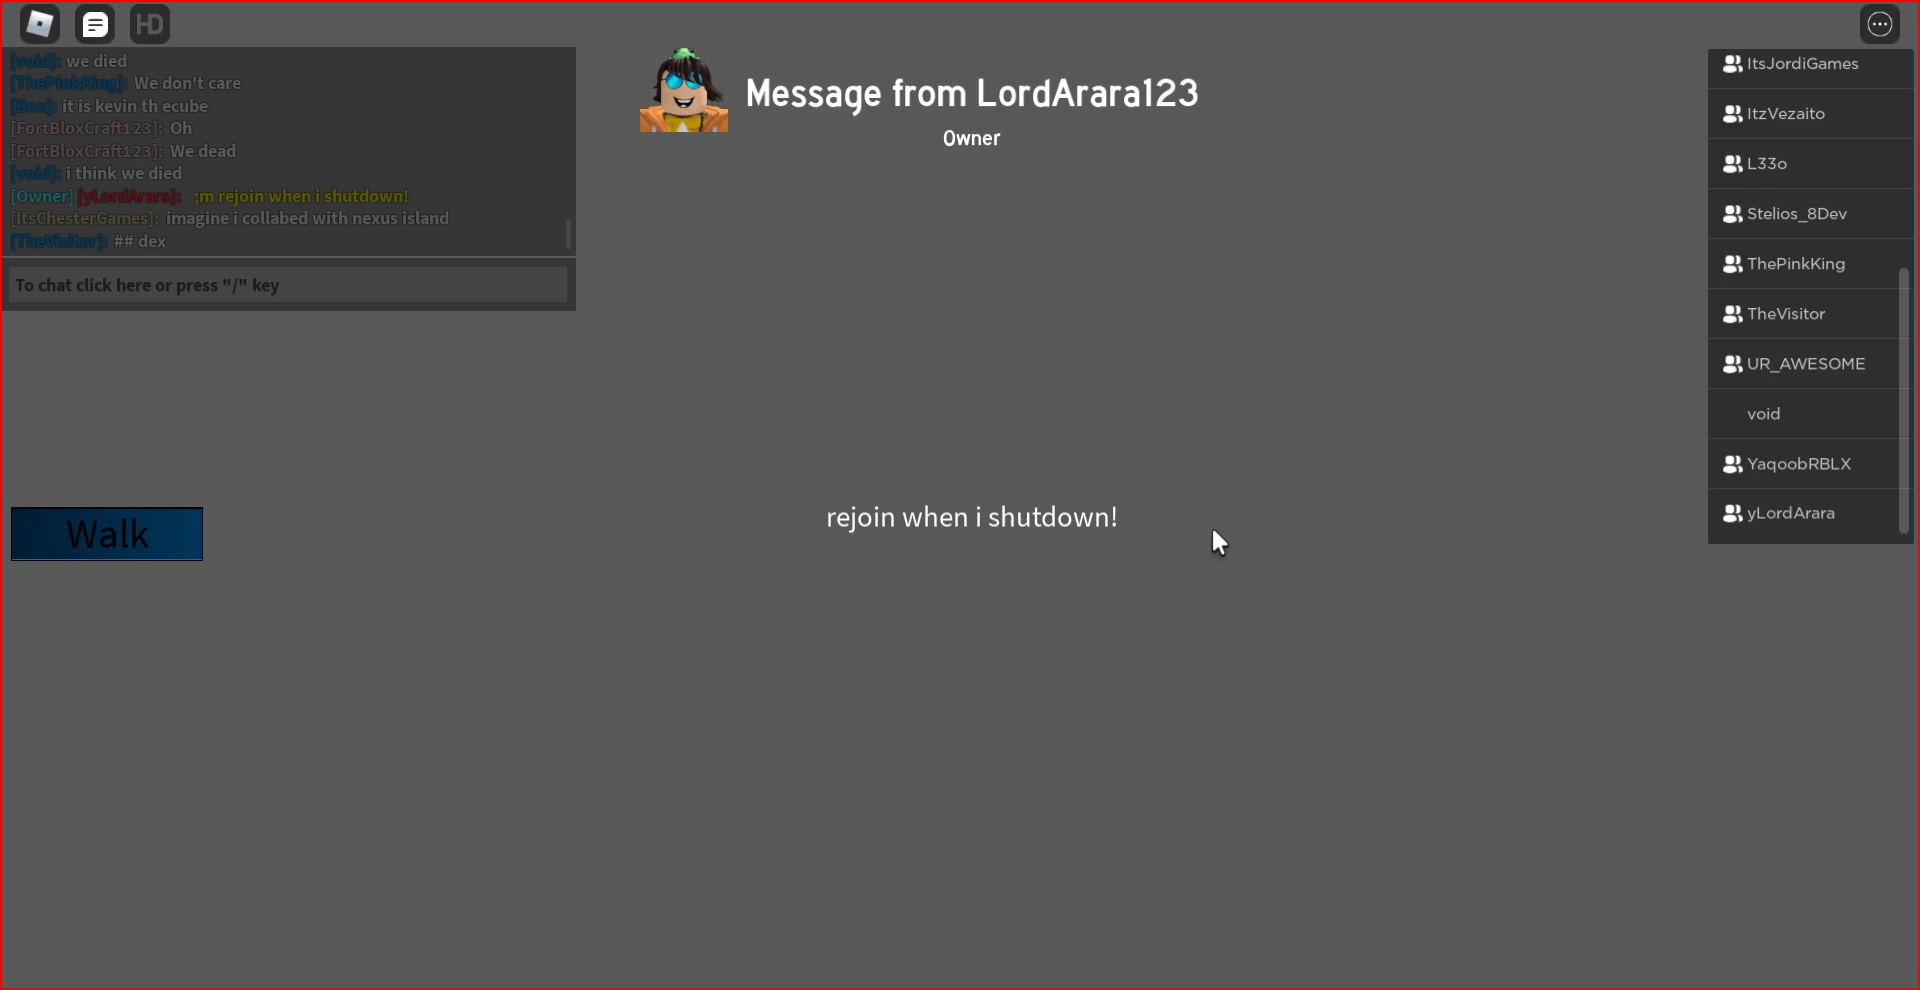 HD
[void]: we died
[ThePinkKing]: We don't care
[Box]: it is kevin th ecube
[FortBloxCraft123]: Oh
[FortBloxCraft123]: We dead
[void]: i think we died
[Owner] [yLordArara]: ;m rejoin when i shutdown!
[ItsChesterGames]: imagine i collabed with nexus island
[TheVisitor]: ## dex
To chat click here or press "/" key
Message from LordArara123
Owner
rejoin when i shutdown!
Walk
ItsJordiGames
ItzVezaito
L33o
Stelios_8Dev
ThePinkKing
TheVisitor
UR_AWESOME
void
YaqoobRBLX
yLordArara